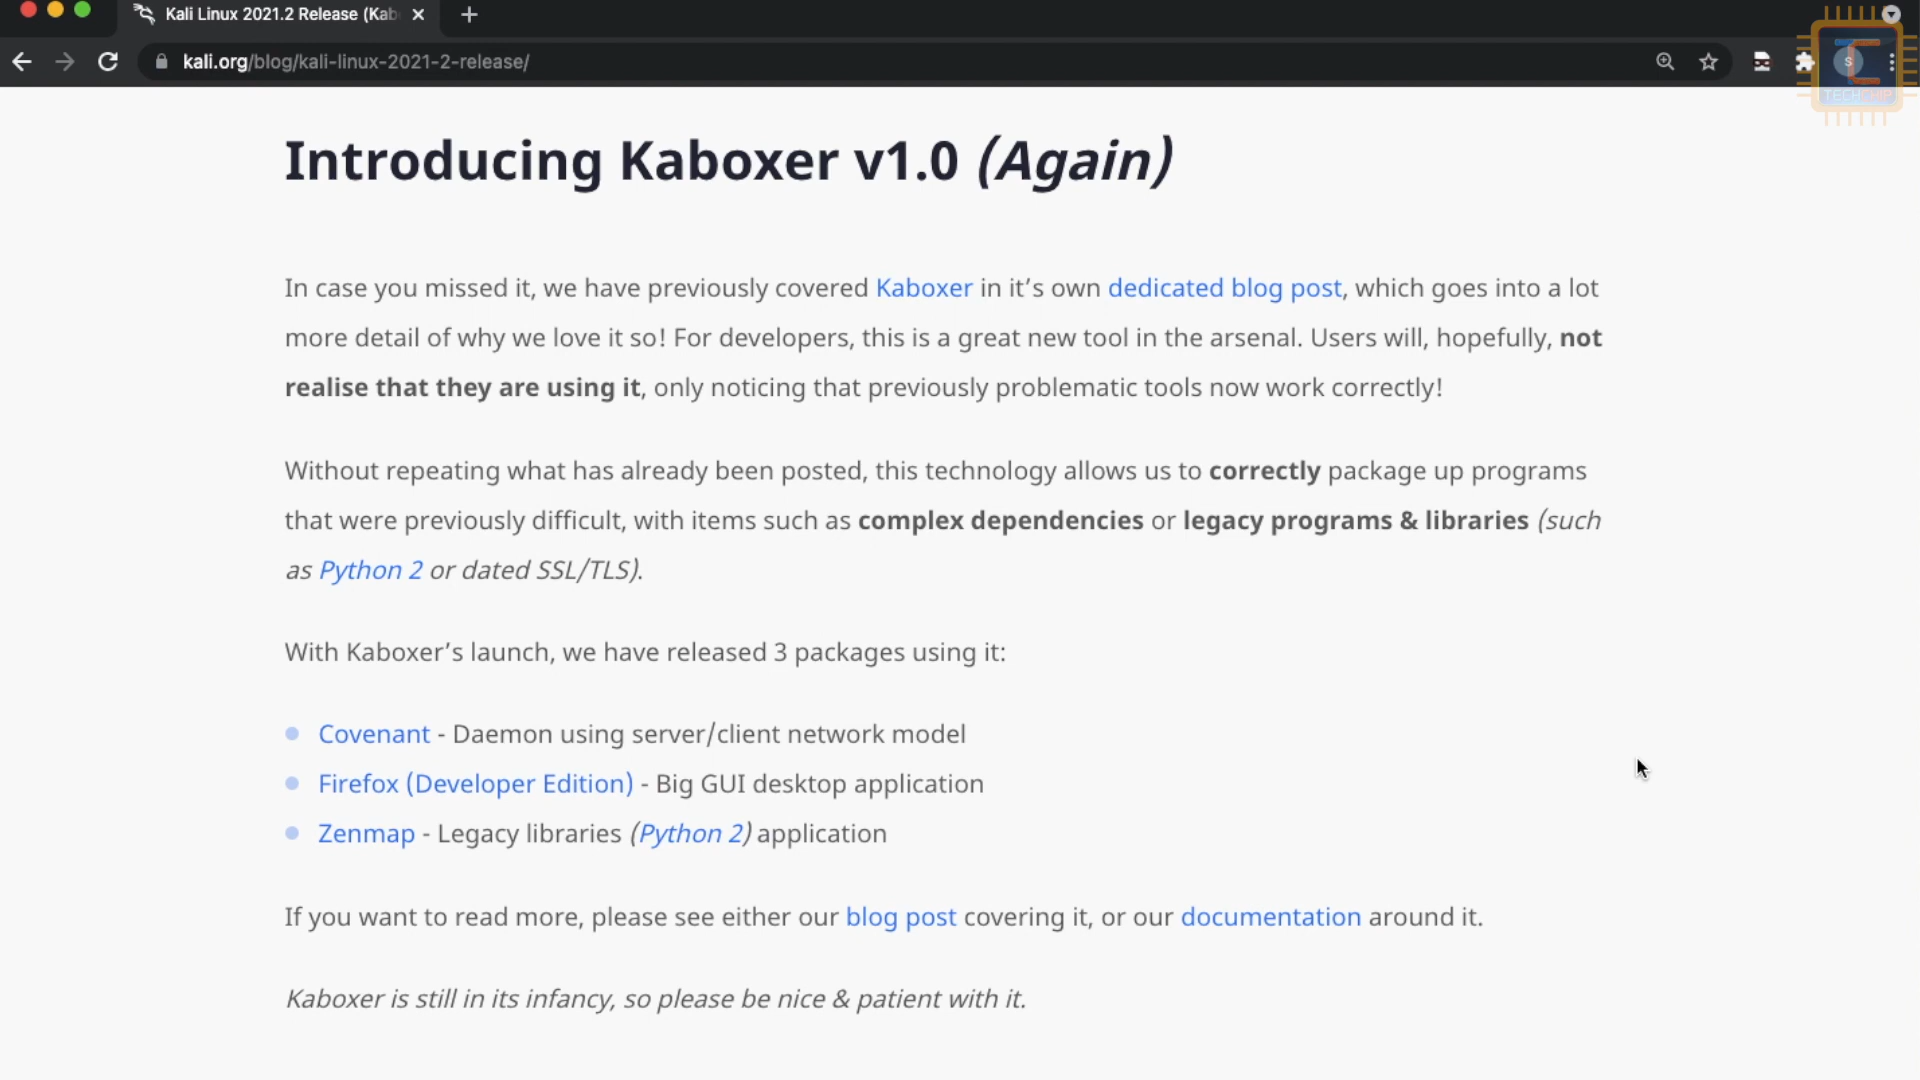 Kali Linux 2021.2 Release (Kab
kali.org/blog/kali-linux-2021-2-release/
S
TECHCHIP
Introducing Kaboxer v1.0 (Again)
In case you missed it, we have previously covered Kaboxer in it’s own dedicated blog post, which goes into a lot
more detail of why we love it so! For developers, this is a great new tool in the arsenal. Users will, hopefully, not
realise that they are using it, only noticing that previously problematic tools now work correctly!
Without repeating what has already been posted, this technology allows us to correctly package up programs
that were previously difficult, with items such as complex dependencies or legacy programs & libraries (such
as Python 2 or dated SSL/TLS).
With Kaboxer’s launch, we have released 3 packages using it:
Covenant - Daemon using server/client network model
Firefox (Developer Edition) - Big GUI desktop application
Zenmap - Legacy libraries (Python 2) application
If you want to read more, please see either our blog post covering it, or our documentation around it.
Kaboxer is still in its infancy, so please be nice & patient with it.